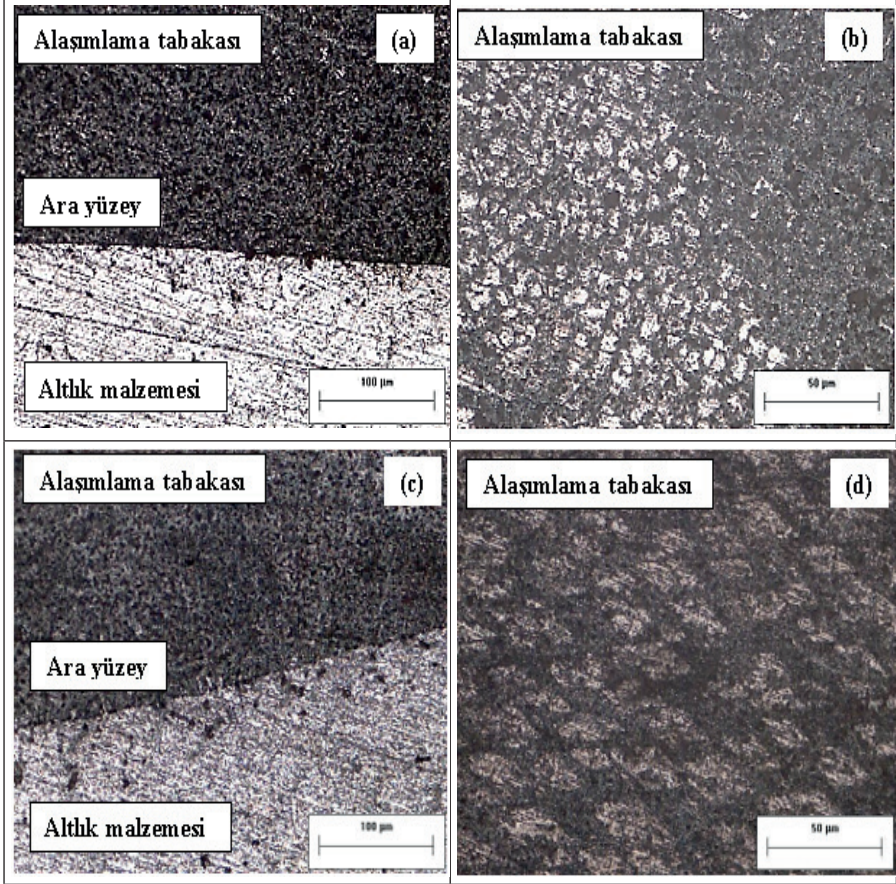 Alaşımlama tabakası
(a)
Ara yüzey
Altlık malzemesi
100 µm
Alaşımlama tabakası
(b)
50 µm
Alaşımlama tabakası
(c)
Ara yüzey
Altlık malzemesi
100 µm
Alaşımlama tabakası
(d)
50 µm